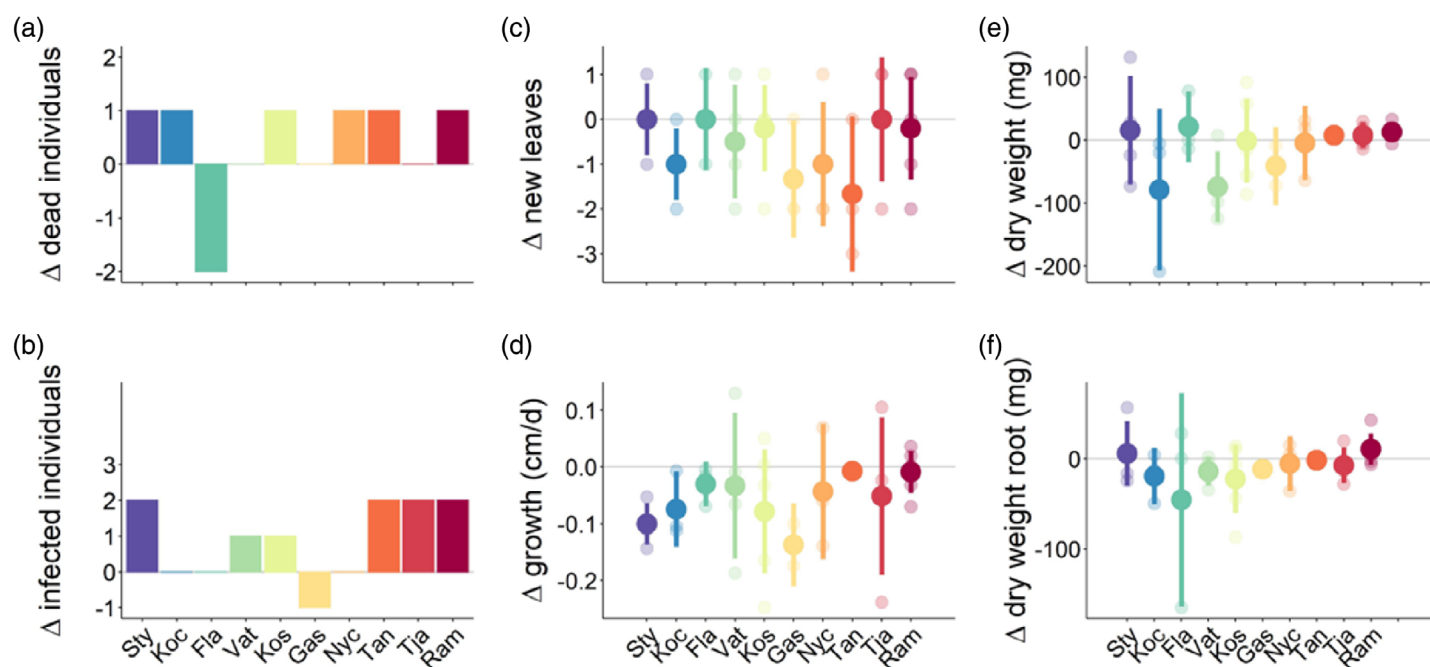 (a)
Δ dead individuals
2
1
0
-1
-2
(b)
Δ infected individuals
3
2
1
0
-1
Sty Koc Fla Vat Kos Gas Nyc Tan Tja Ram
(c)
Δ new leaves
1
0
-1
-2
-3
(d)
Δ growth (cm/d)
0.1
0.0
-0.1
-0.2
Sty Koc Fla Vat Kos Gas Nyc Tan Tja Ram
(e)
Δ dry weight (mg)
100
0
-100
-200
(f)
Δ dry weight root (mg)
0
-100
Sty Koc Fla Vat Kos Gas Nyc Tan Tja Ram